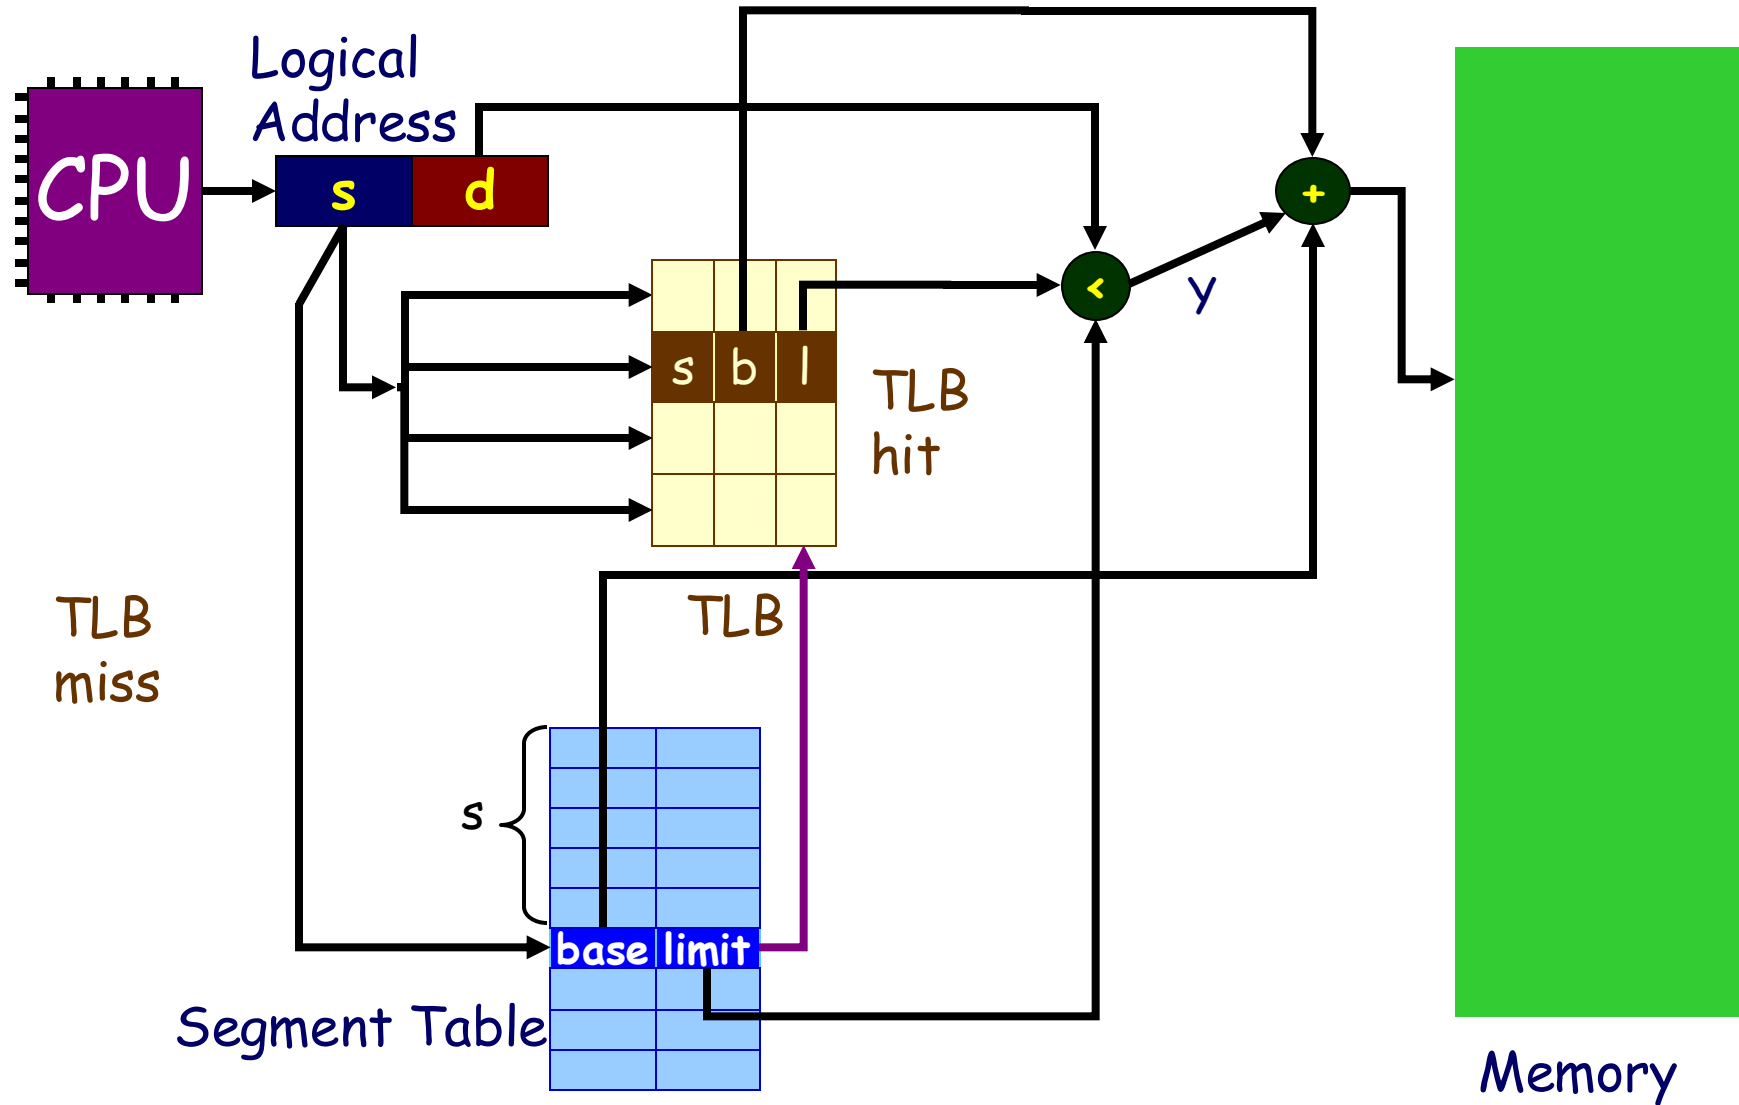 Logical
Address
CPU
s
d
+
<
y
s
b
l
TLB
hit
TLB
miss
TLB
s
base
limit
Segment Table
Memory